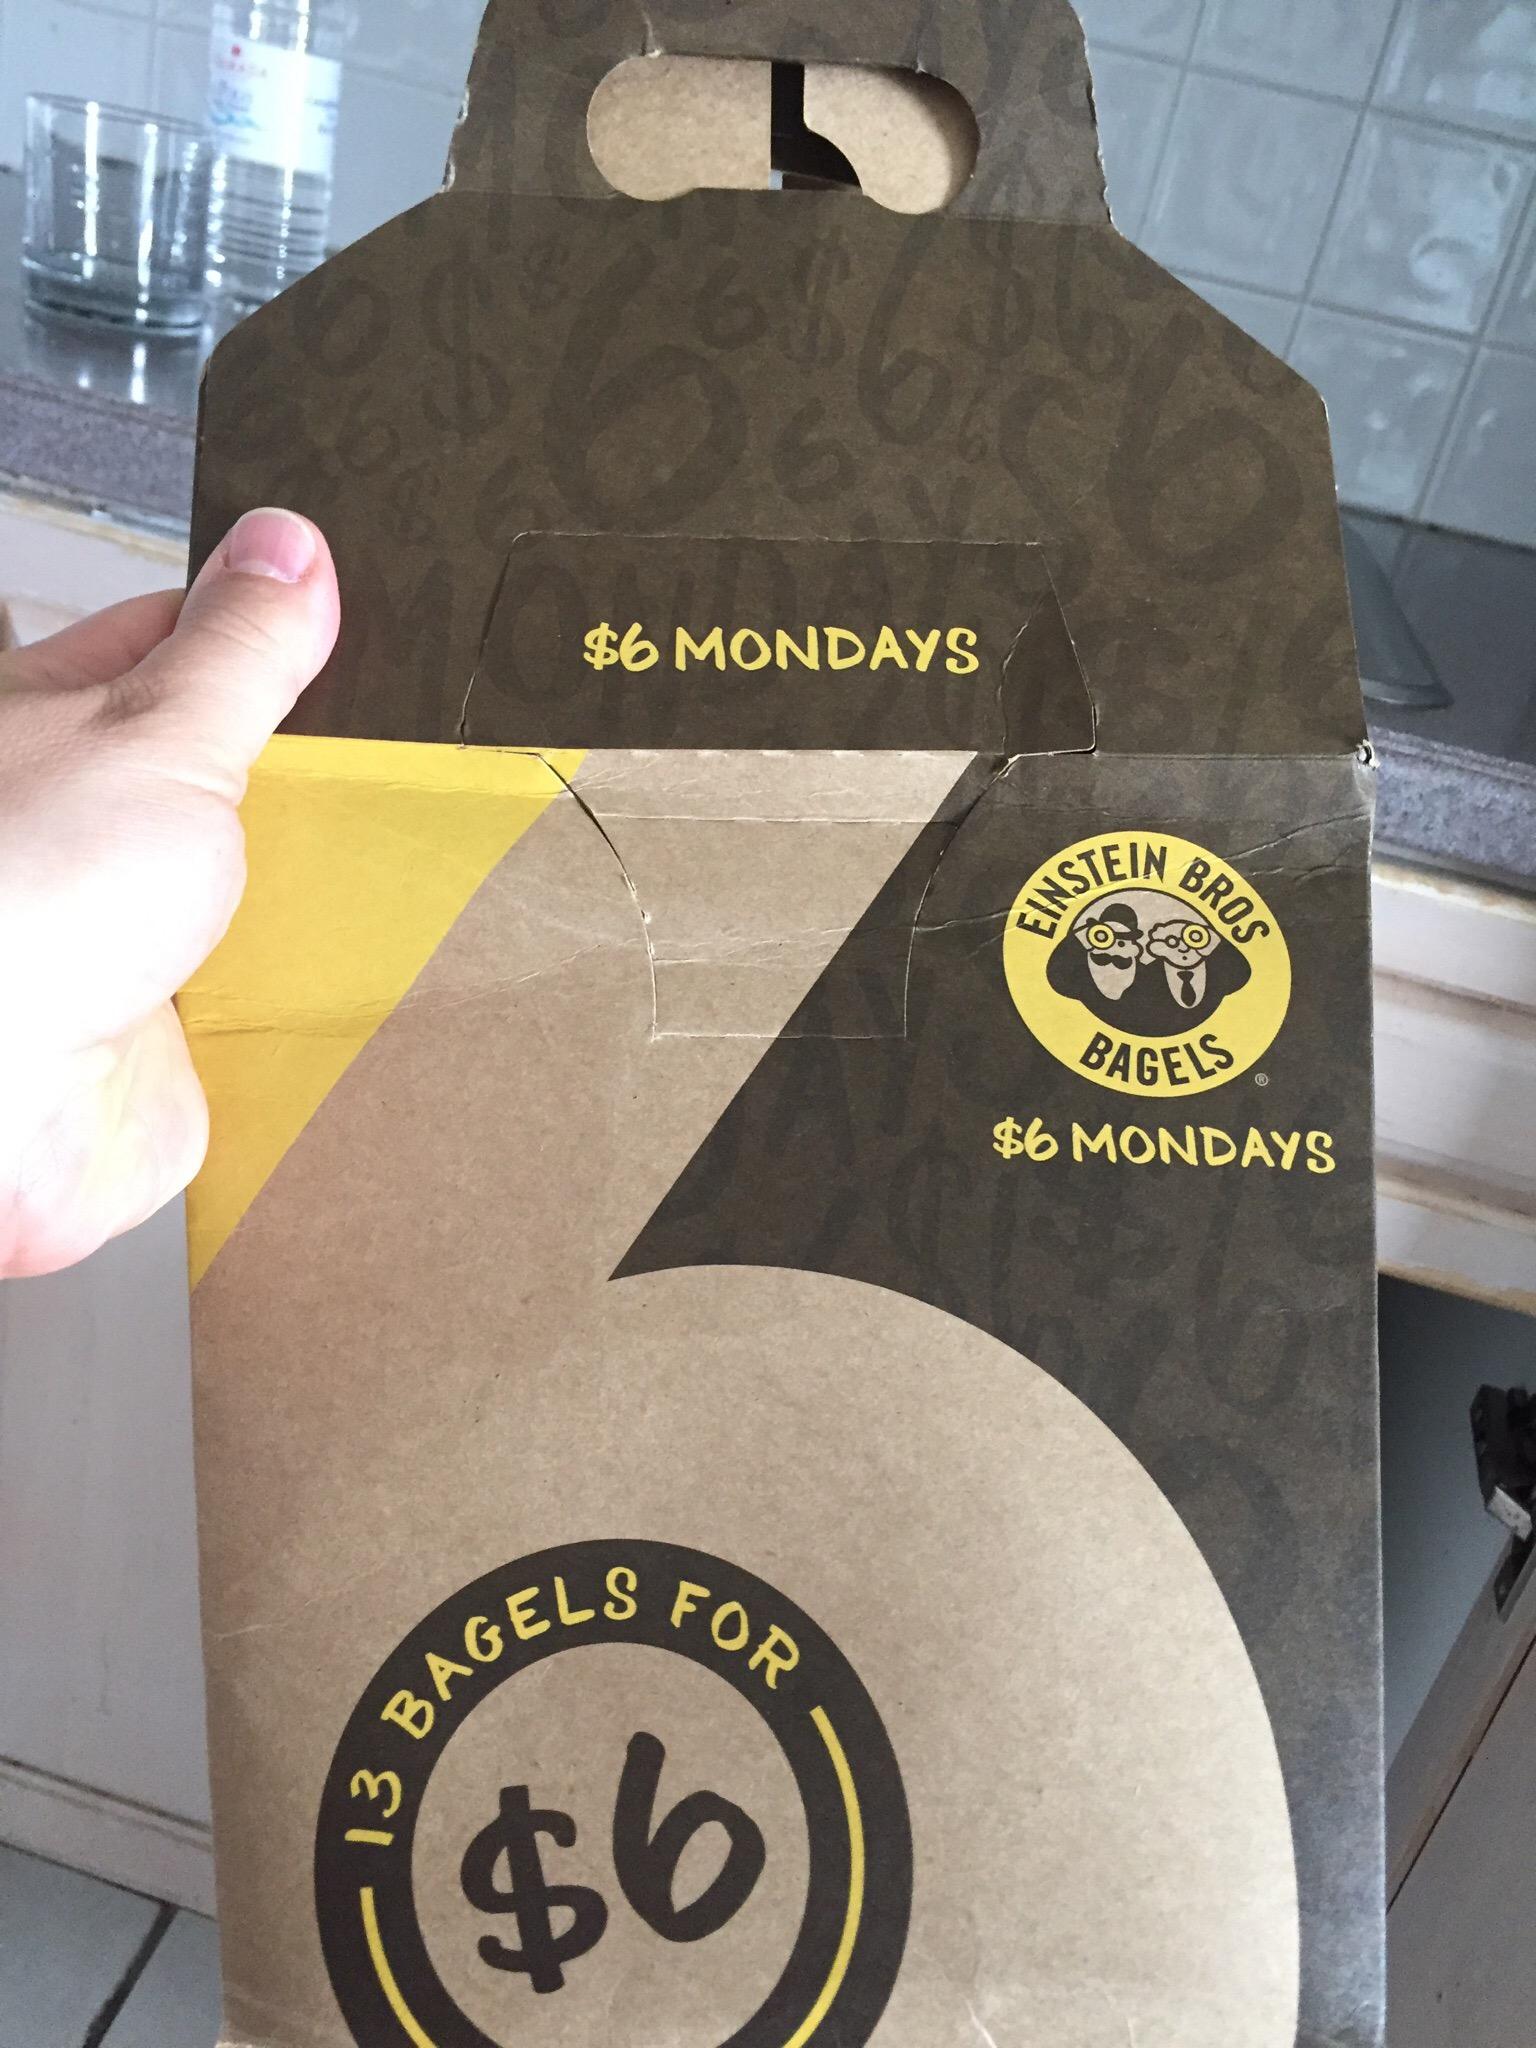 $6 MONDAYS
EINSTEIN BROS
BAGELS
®
$6 MONDAYS
13 BAGELS FOR
$6